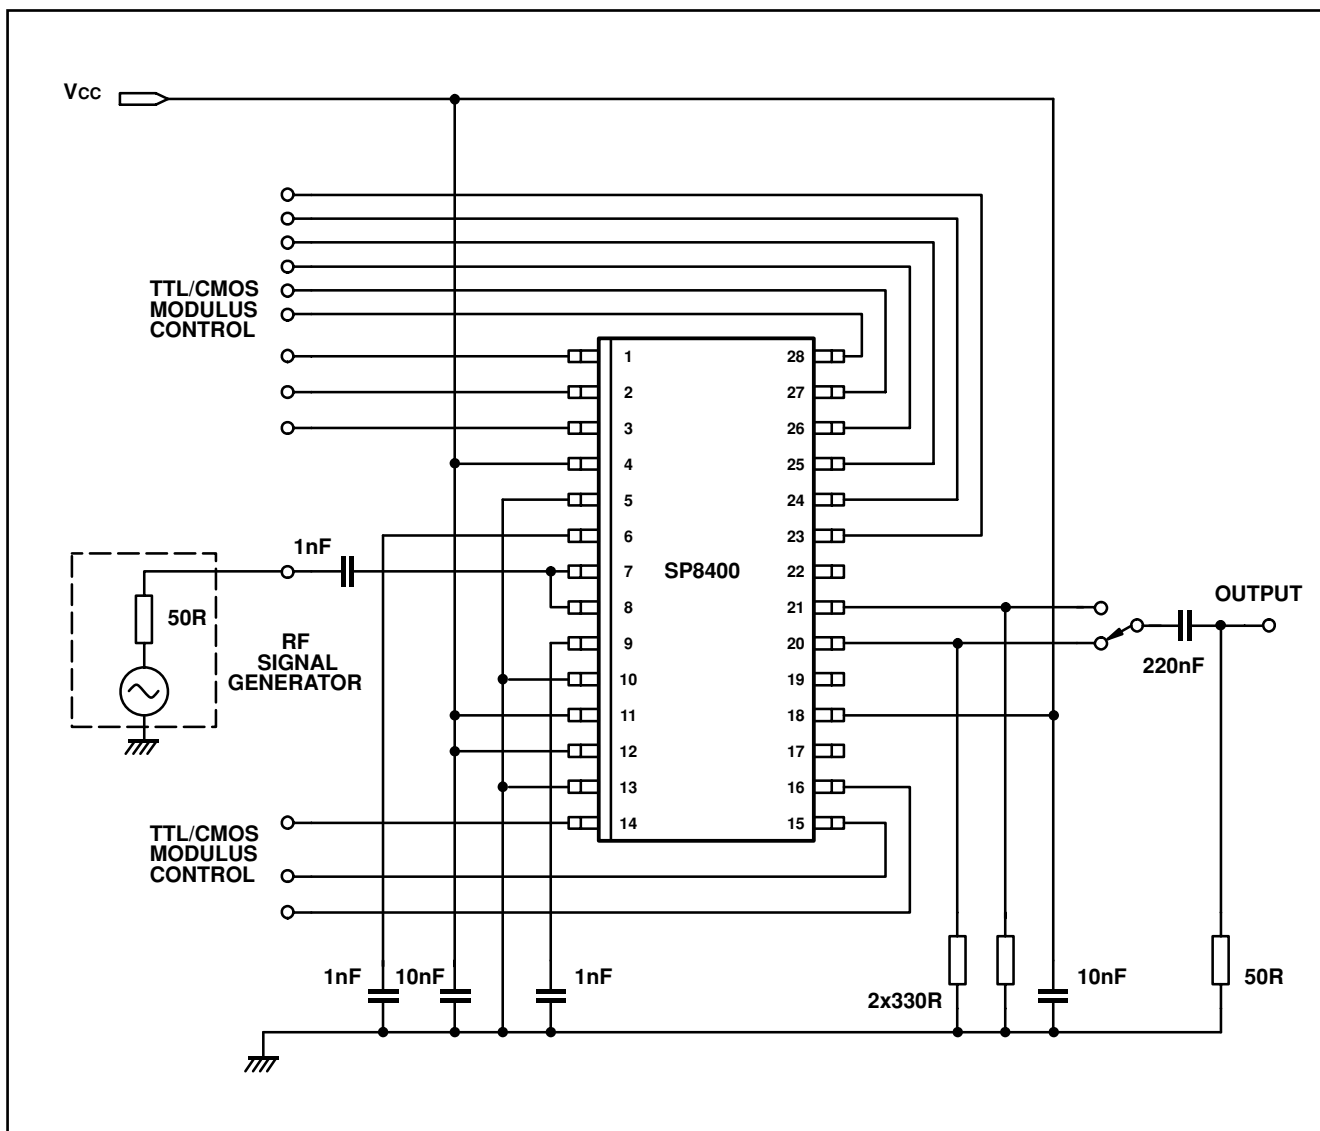 Vcc
TTL/CMOS
MODULUS
CONTROL
1
28
2
27
3
26
4
25
5
24
6
23
1nF
7
SP8400
22
8
21
OUTPUT
50R
RF
SIGNAL
GENERATOR
9
20
220nF
10
19
11
18
12
17
13
16
14
15
TTL/CMOS
MODULUS
CONTROL
1nF
10nF
1nF
2x330R
10nF
50R